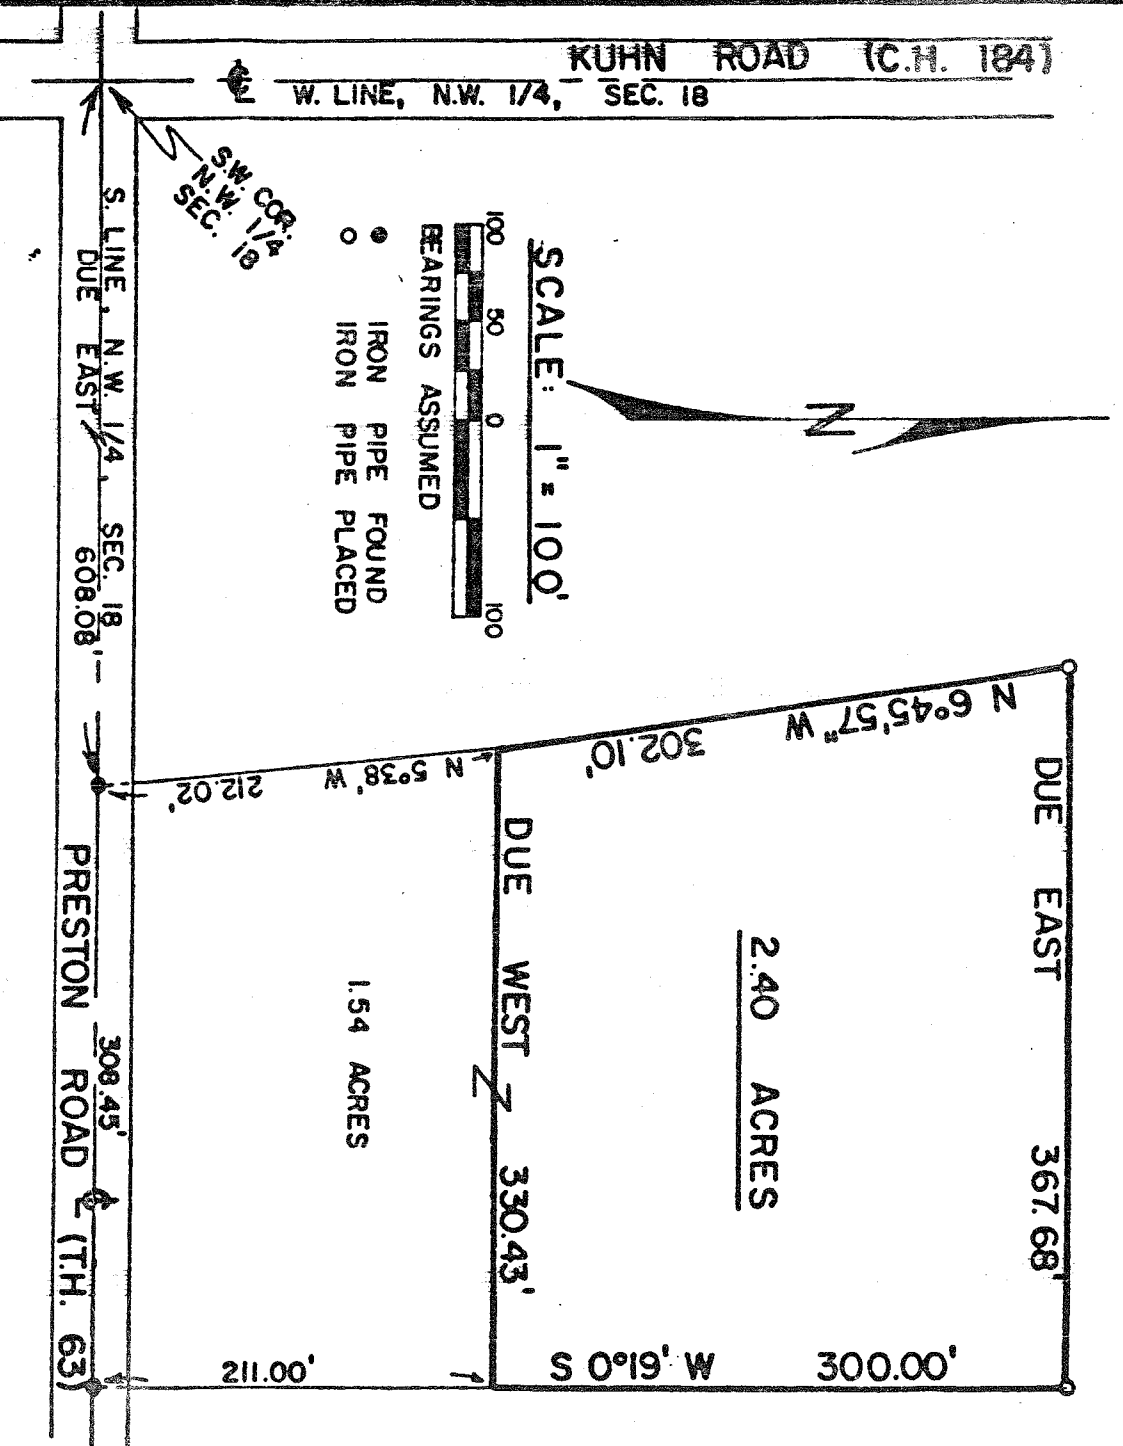 KUHN ROAD (C.H. 184)
W. LINE, N.W. 1/4, SEC. 18
S.W. COR.
N.W. 1/4
SEC. 18
S. LINE, N.W. 1/4, SEC. 18
DUE EAST 608.08'
SCALE: 1" = 100'
100 50 0 100
BEARINGS ASSUMED
IRON PIPE FOUND
IRON PIPE PLACED
N
N 6°45'57" W
302.10'
DUE EAST 367.68'
N 5°38' W 212.02'
DUE WEST 330.43'
2.40 ACRES
1.54 ACRES
S 0°19' W 300.00'
211.00'
308.45'
PRESTON ROAD (T.H. 63)